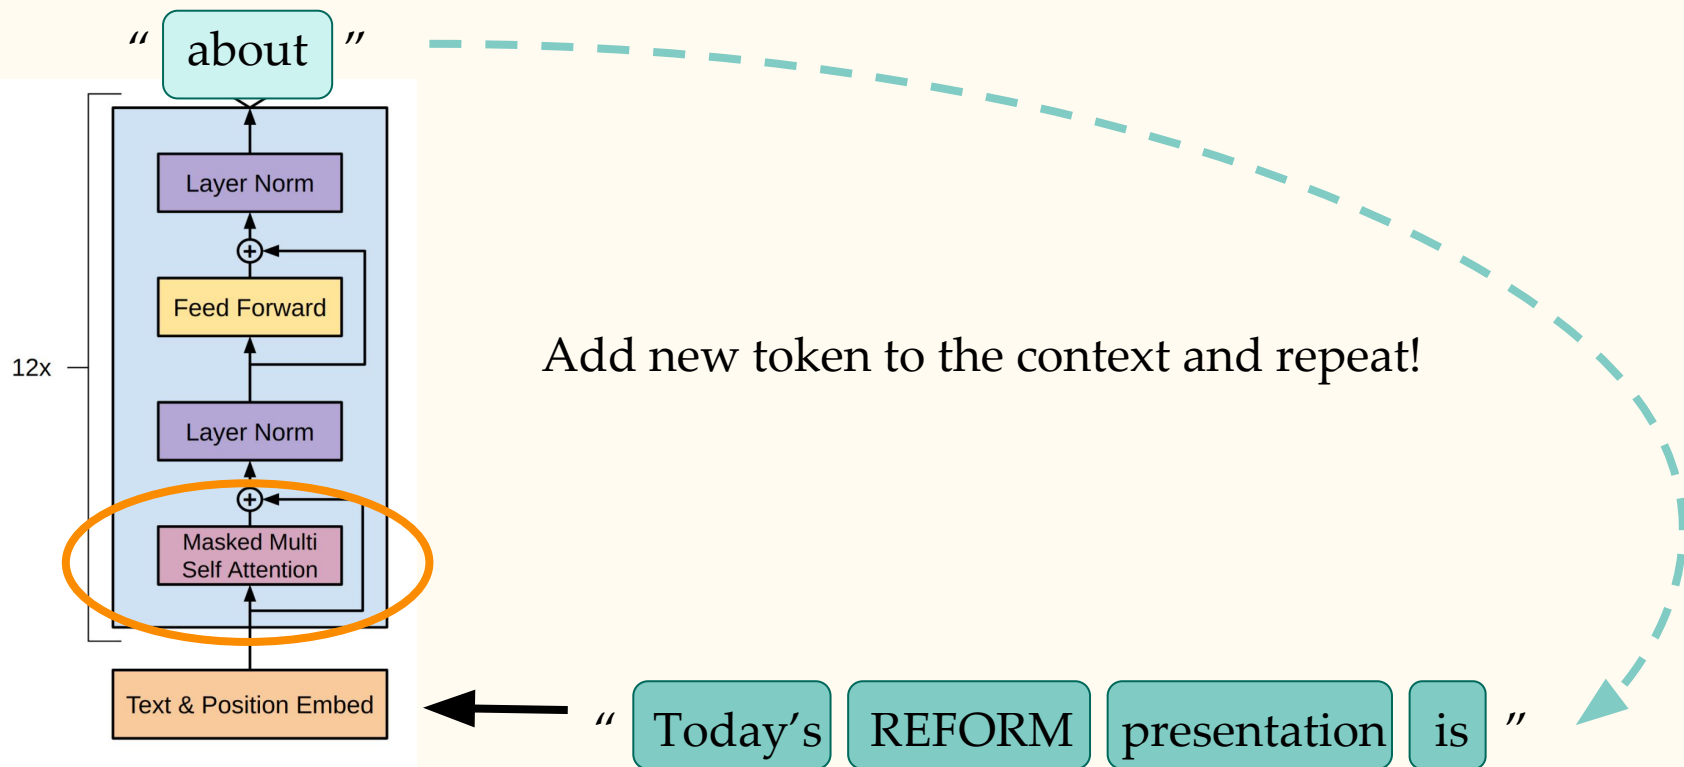 “ about ”
Layer Norm
Feed Forward
12x
Add new token to the context and repeat!
Layer Norm
Masked Multi
Self Attention
Text & Position Embed
“ Today’s REFORM presentation is ”